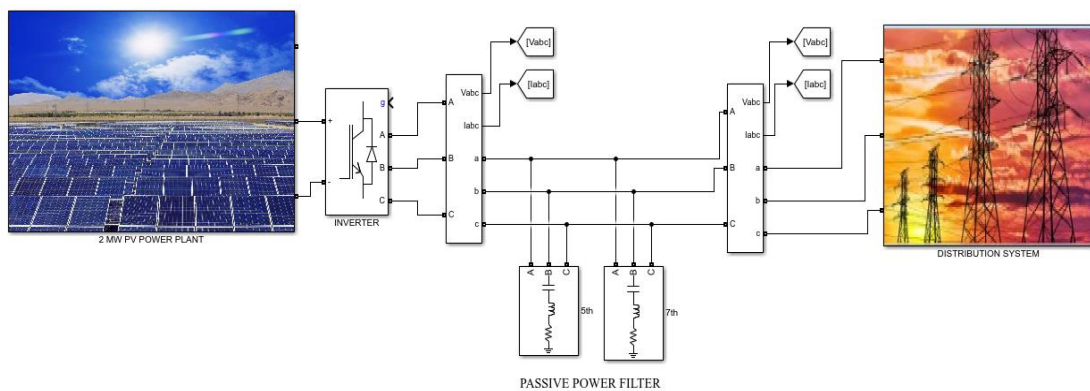 [Vabc]
[Iabc]
[Vabc]
[Iabc]
+
-
g
A
B
C
INVERTER
2 MW PV POWER PLANT
A
B
C
Vabc
Iabc
a
b
c
A
B
C
Vabc
Iabc
a
b
c
DISTRIBUTION SYSTEM
A
B
C
5th
A
B
C
7th
PASSIVE POWER FILTER